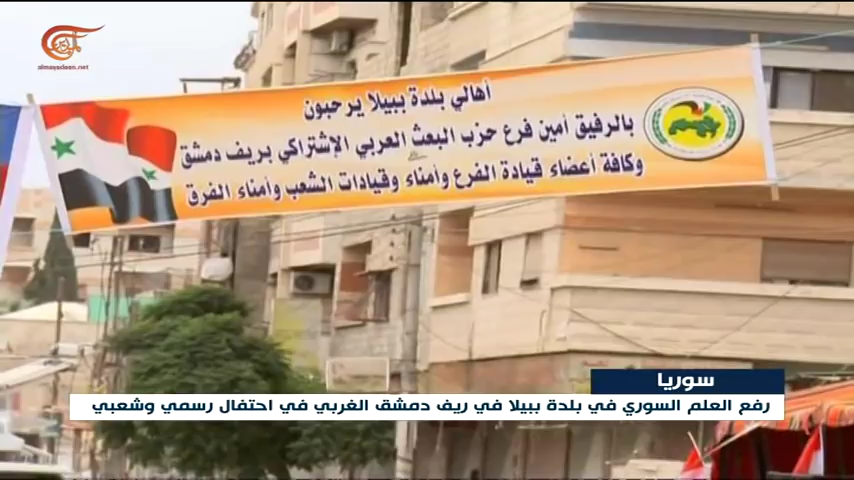 almayadeen.net
أهالي بلدة ببيلا يرحبون
بالرفيق أمين فرع حزب البعث العربي الإشتراكي بريف دمشق
وكافة أعضاء قيادة الفرع وأمناء وقيادات الشعب وأمناء الفرق
سوريا
رفع العلم السوري في بلدة ببيلا في ريف دمشق الغربي في احتفال رسمي وشعبي